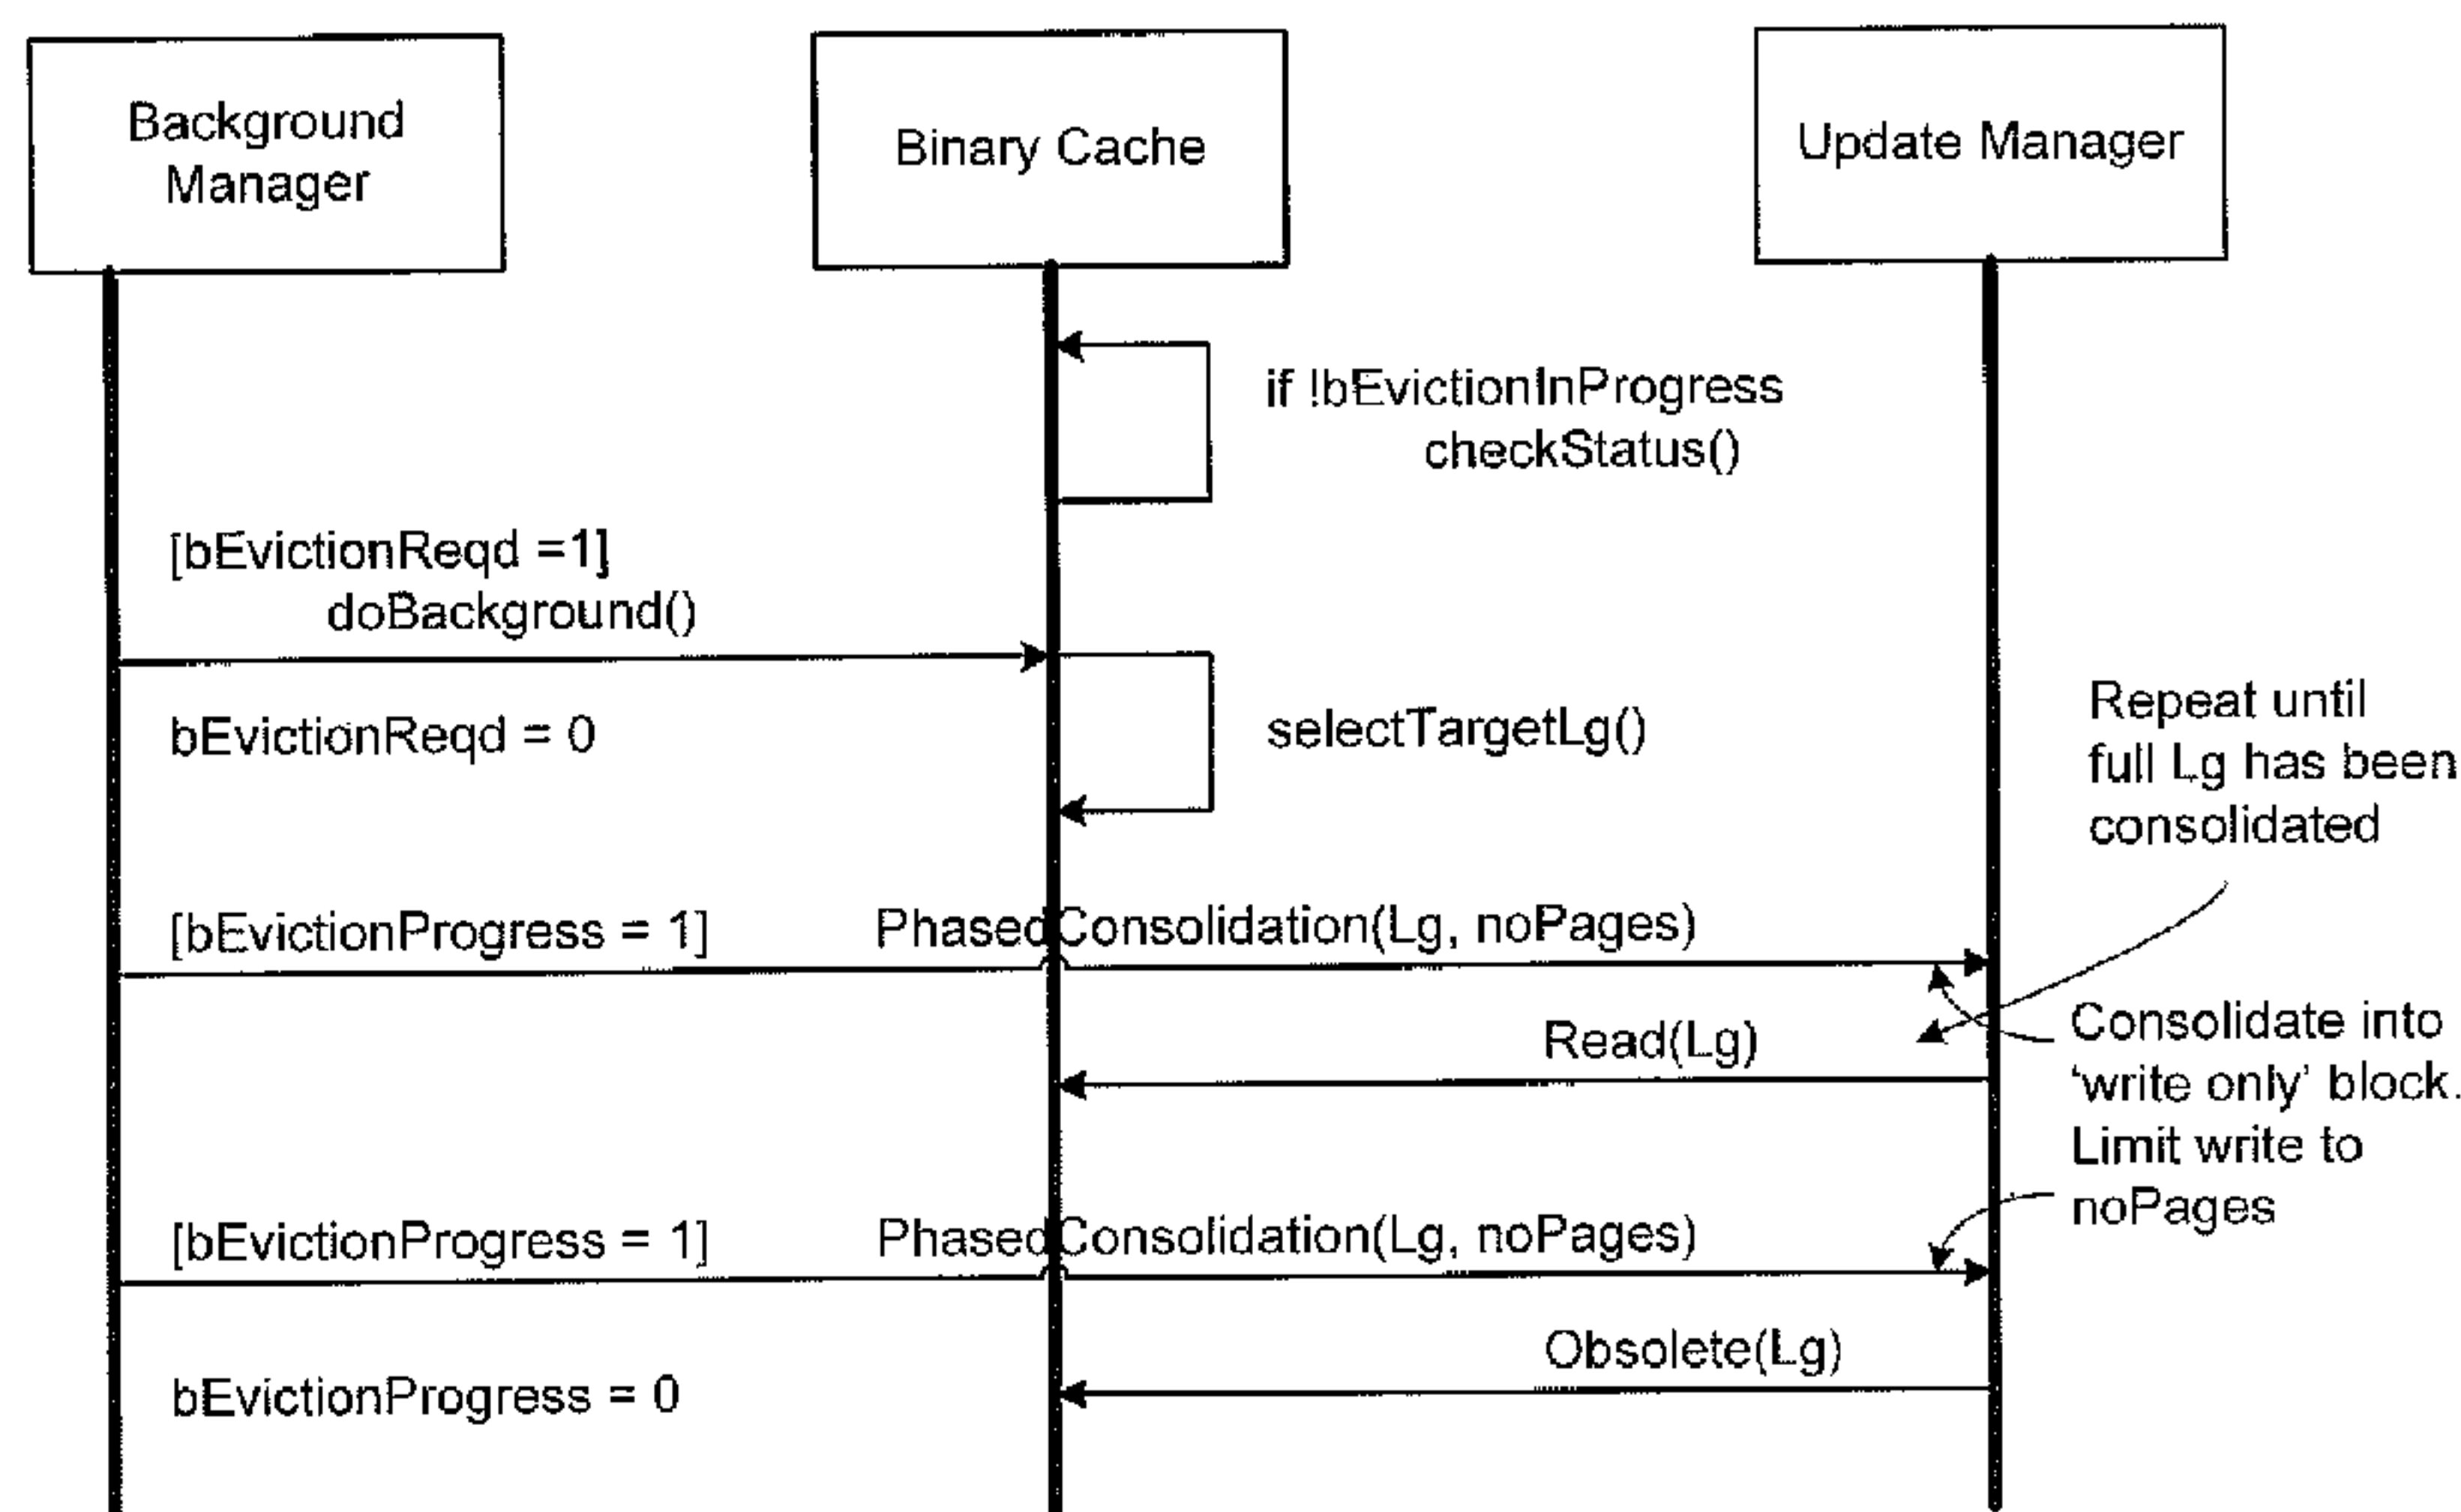 Background
Manager
Binary Cache
Update Manager
if !bEvictionInProgress
checkStatus()
[bEvictionReqd =1]
doBackground()
bEvictionReqd = 0
selectTargetLg()
Repeat until
full Lg has been
consolidated
[bEvictionProgress = 1]
PhasedConsolidation(Lg, noPages)
Read(Lg)
Consolidate into
‘write only’ block.
Limit write to
noPages
[bEvictionProgress = 1]
PhasedConsolidation(Lg, noPages)
Obsolete(Lg)
bEvictionProgress = 0